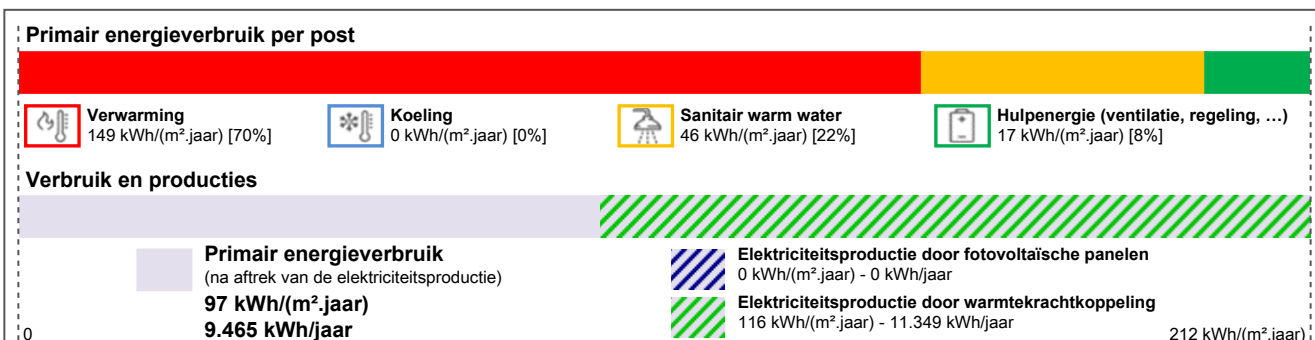 Primair energieverbruik per post
Verwarming
149 kWh/(m².jaar) [70%]
Koeling
0 kWh/(m².jaar) [0%]
Sanitair warm water
46 kWh/(m².jaar) [22%]
Hulpenergie (ventilatie, regeling, …)
17 kWh/(m².jaar) [8%]
Verbruik en producties
Primair energieverbruik
(na aftrek van de elektriciteitsproductie)
97 kWh/(m².jaar)
9.465 kWh/jaar
Elektriciteitsproductie door fotovoltaïsche panelen
0 kWh/(m².jaar) - 0 kWh/jaar
Elektriciteitsproductie door warmtekrachtkoppeling
116 kWh/(m².jaar) - 11.349 kWh/jaar
0
212 kWh/(m².jaar)